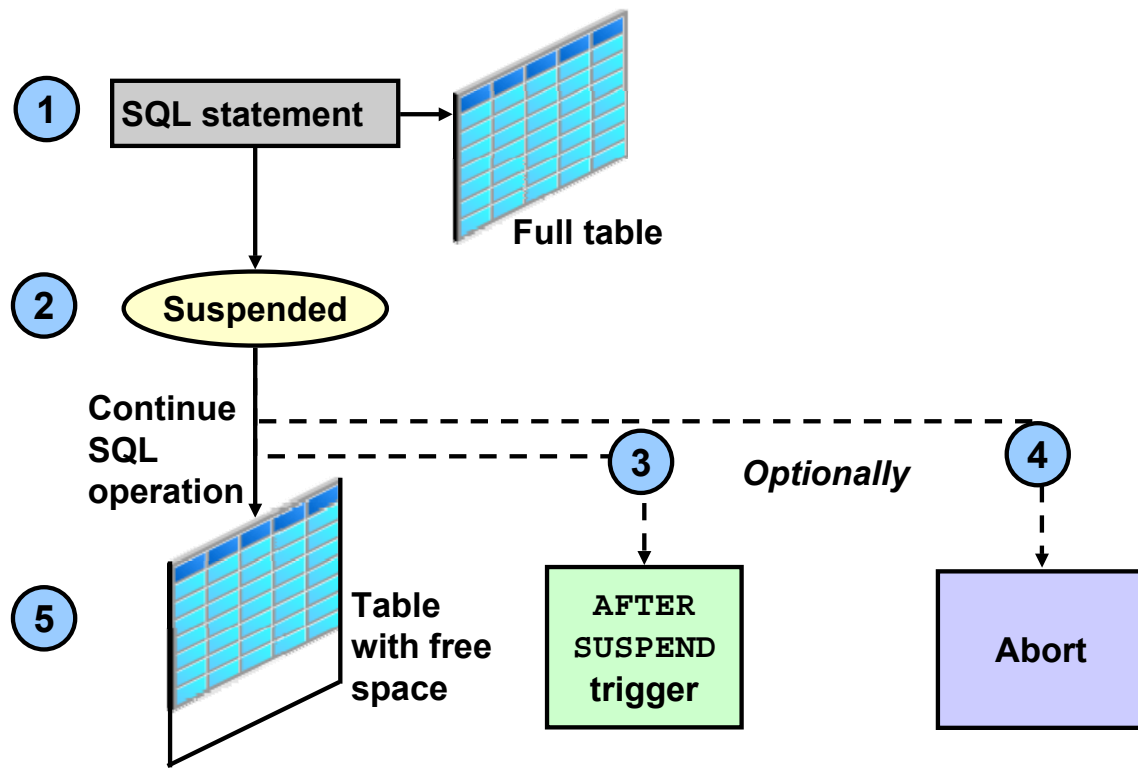 1
SQL statement
Full table
2
Suspended
Continue
SQL
operation
3
Optionally
4
5
Table
with free
space
AFTER
SUSPEND
trigger
Abort